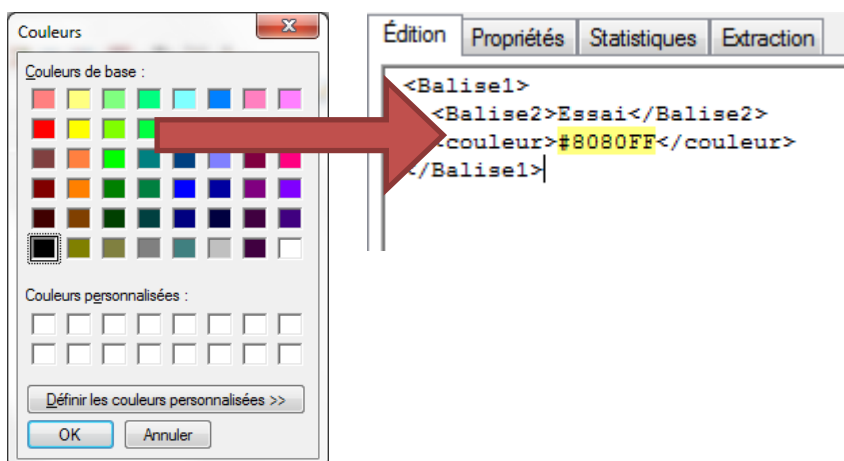 Couleurs
x
Couleurs de base :
Couleurs personnalisées :
Définir les couleurs personnalisées >>
OK Annuler
Édition Propriétés Statistiques Extraction
<Balise1>
<Balise2>Essai</Balise2>
couleur>#8080FF</couleur>
</Balise1>